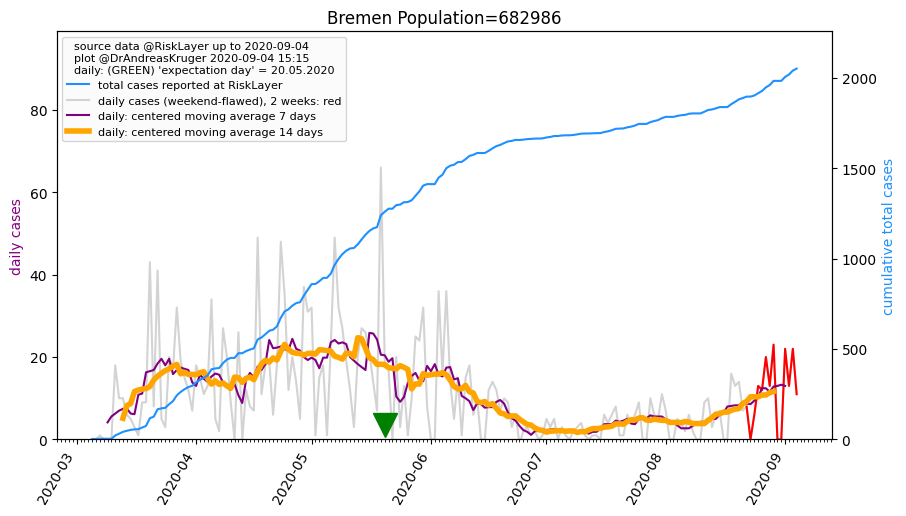 Bremen Population=682986
source data @RiskLayer up to 2020-09-04
plot @DrAndreasKruger 2020-09-04 15:15
daily: (GREEN) 'expectation day' = 20.05.2020
total cases reported at RiskLayer
daily cases (weekend-flawed), 2 weeks: red
daily: centered moving average 7 days
daily: centered moving average 14 days
daily cases
80
60
40
20
0
cumulative total cases
2000
1500
1000
500
0
2020-03
2020-04
2020-05
2020-06
2020-07
2020-08
2020-09